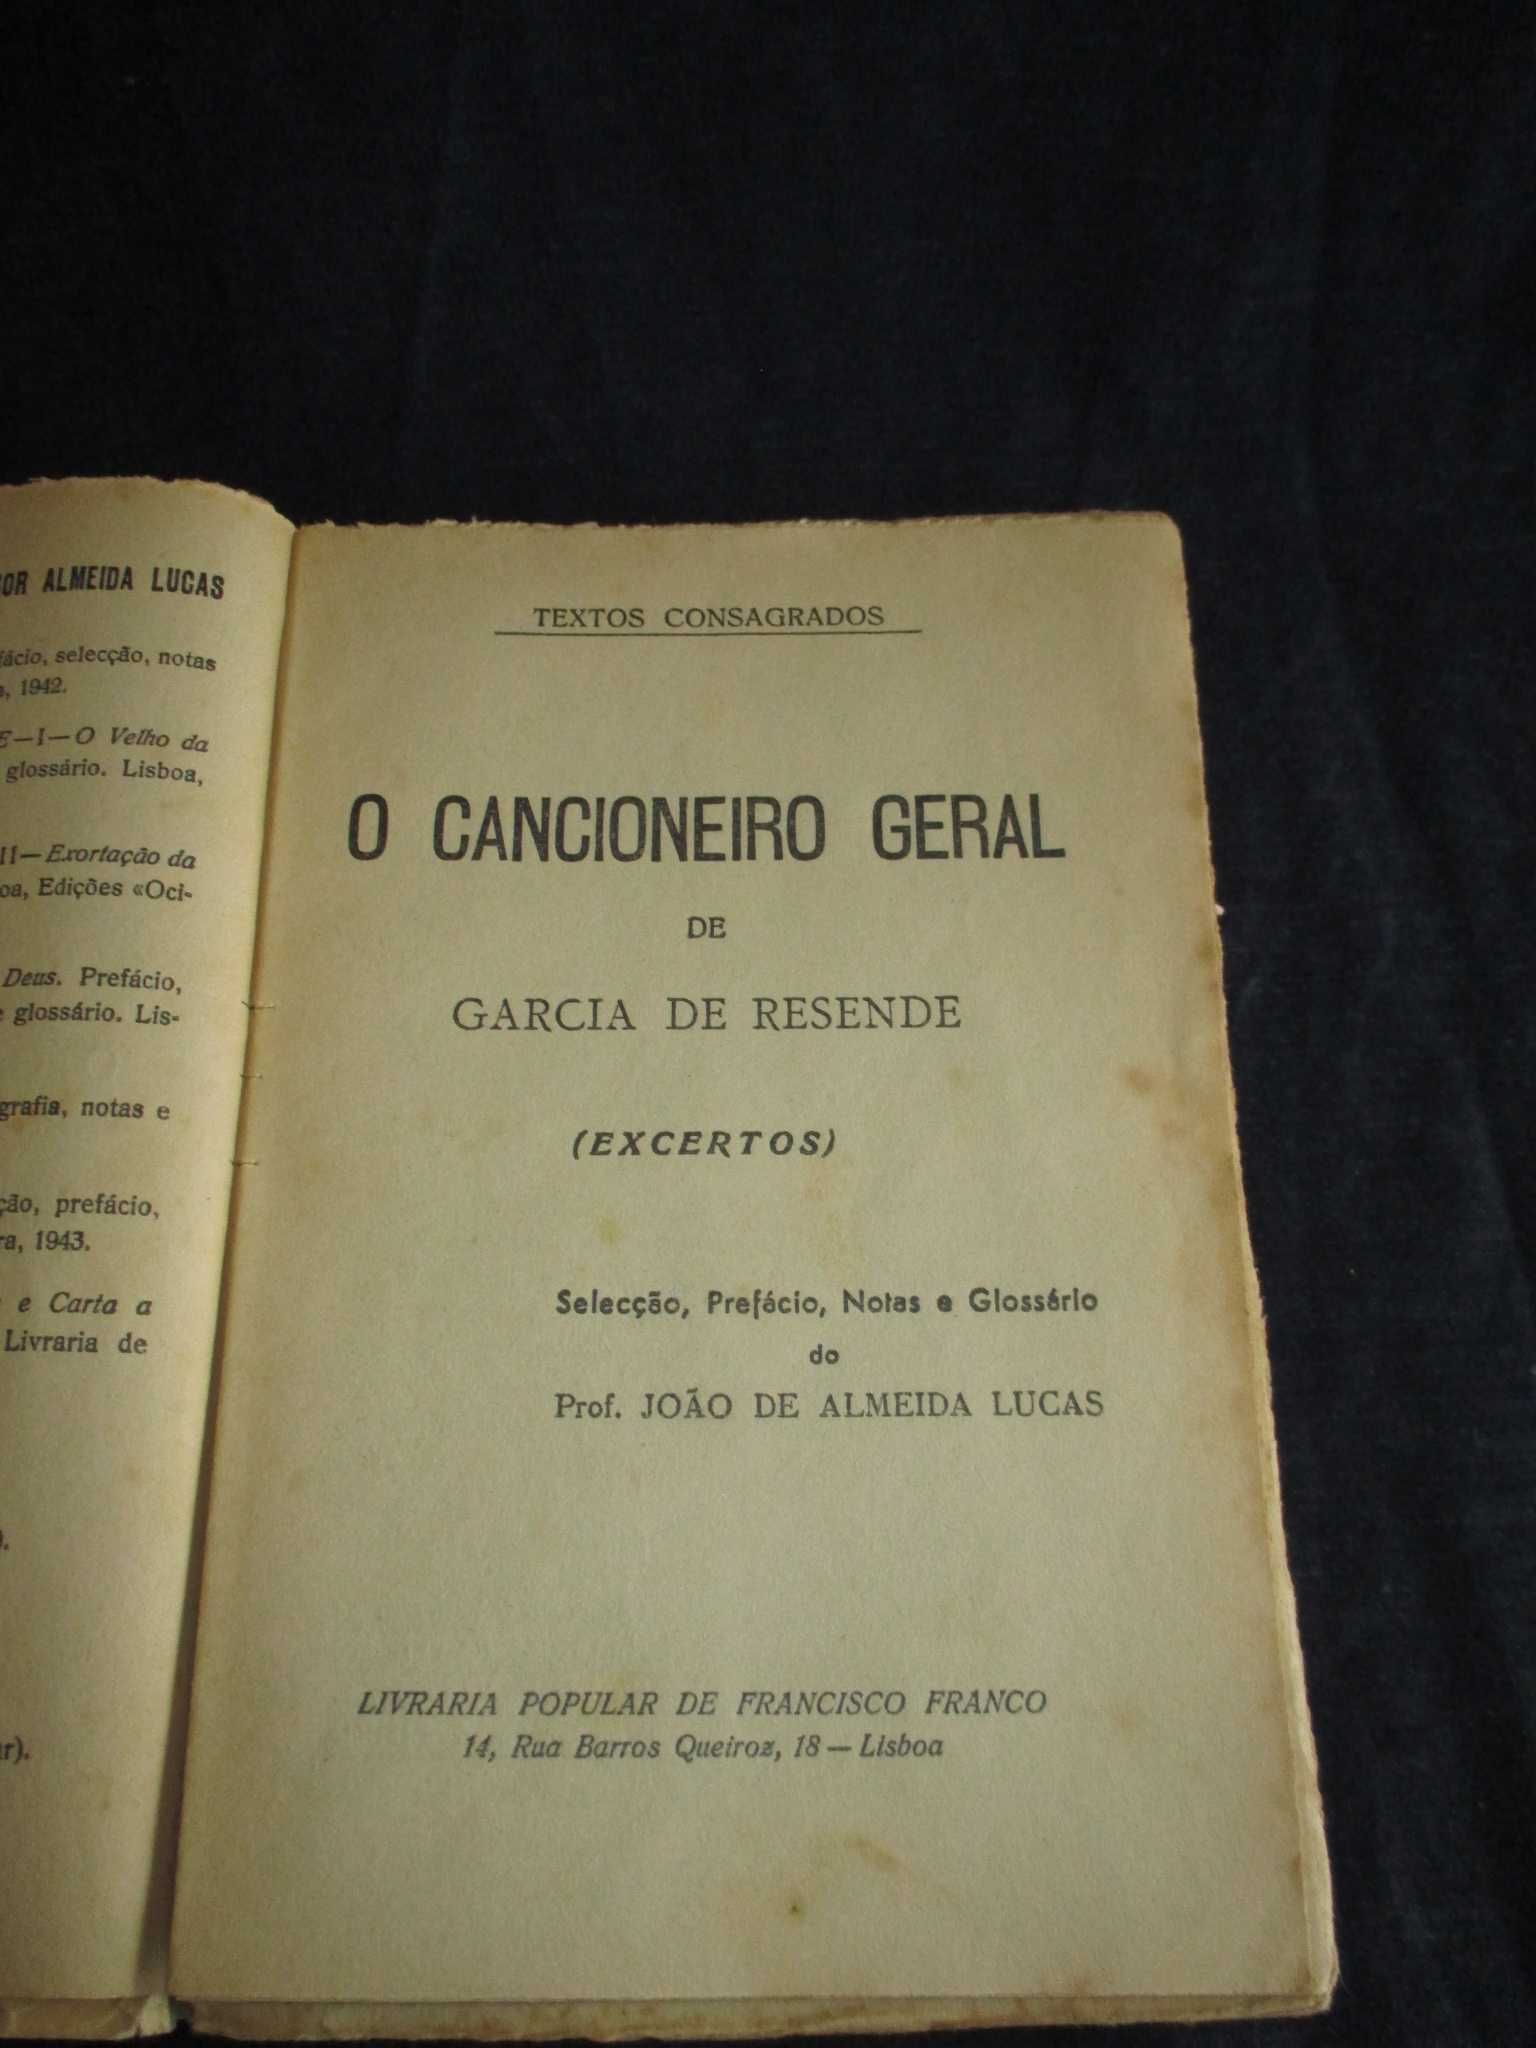 OR ALMEIDA LUCAS
fácio, selecção, notas
, 1942.
E—I—O Velho da
glossário. Lisboa,
II—Exortação da
oa, Edições «Oci-
Deus. Prefácio,
e glossário. Lis-
grafia, notas e
ção, prefácio,
ra, 1943.
e Carta a
Livraria de
).
r).
TEXTOS CONSAGRADOS
O CANCIONEIRO GERAL
DE
GARCIA DE RESENDE
(EXCERTOS)
Selecção, Prefácio, Notas e Glossário
do
Prof. JOÃO DE ALMEIDA LUCAS
LIVRARIA POPULAR DE FRANCISCO FRANCO
14, Rua Barros Queiroz, 18 — Lisboa